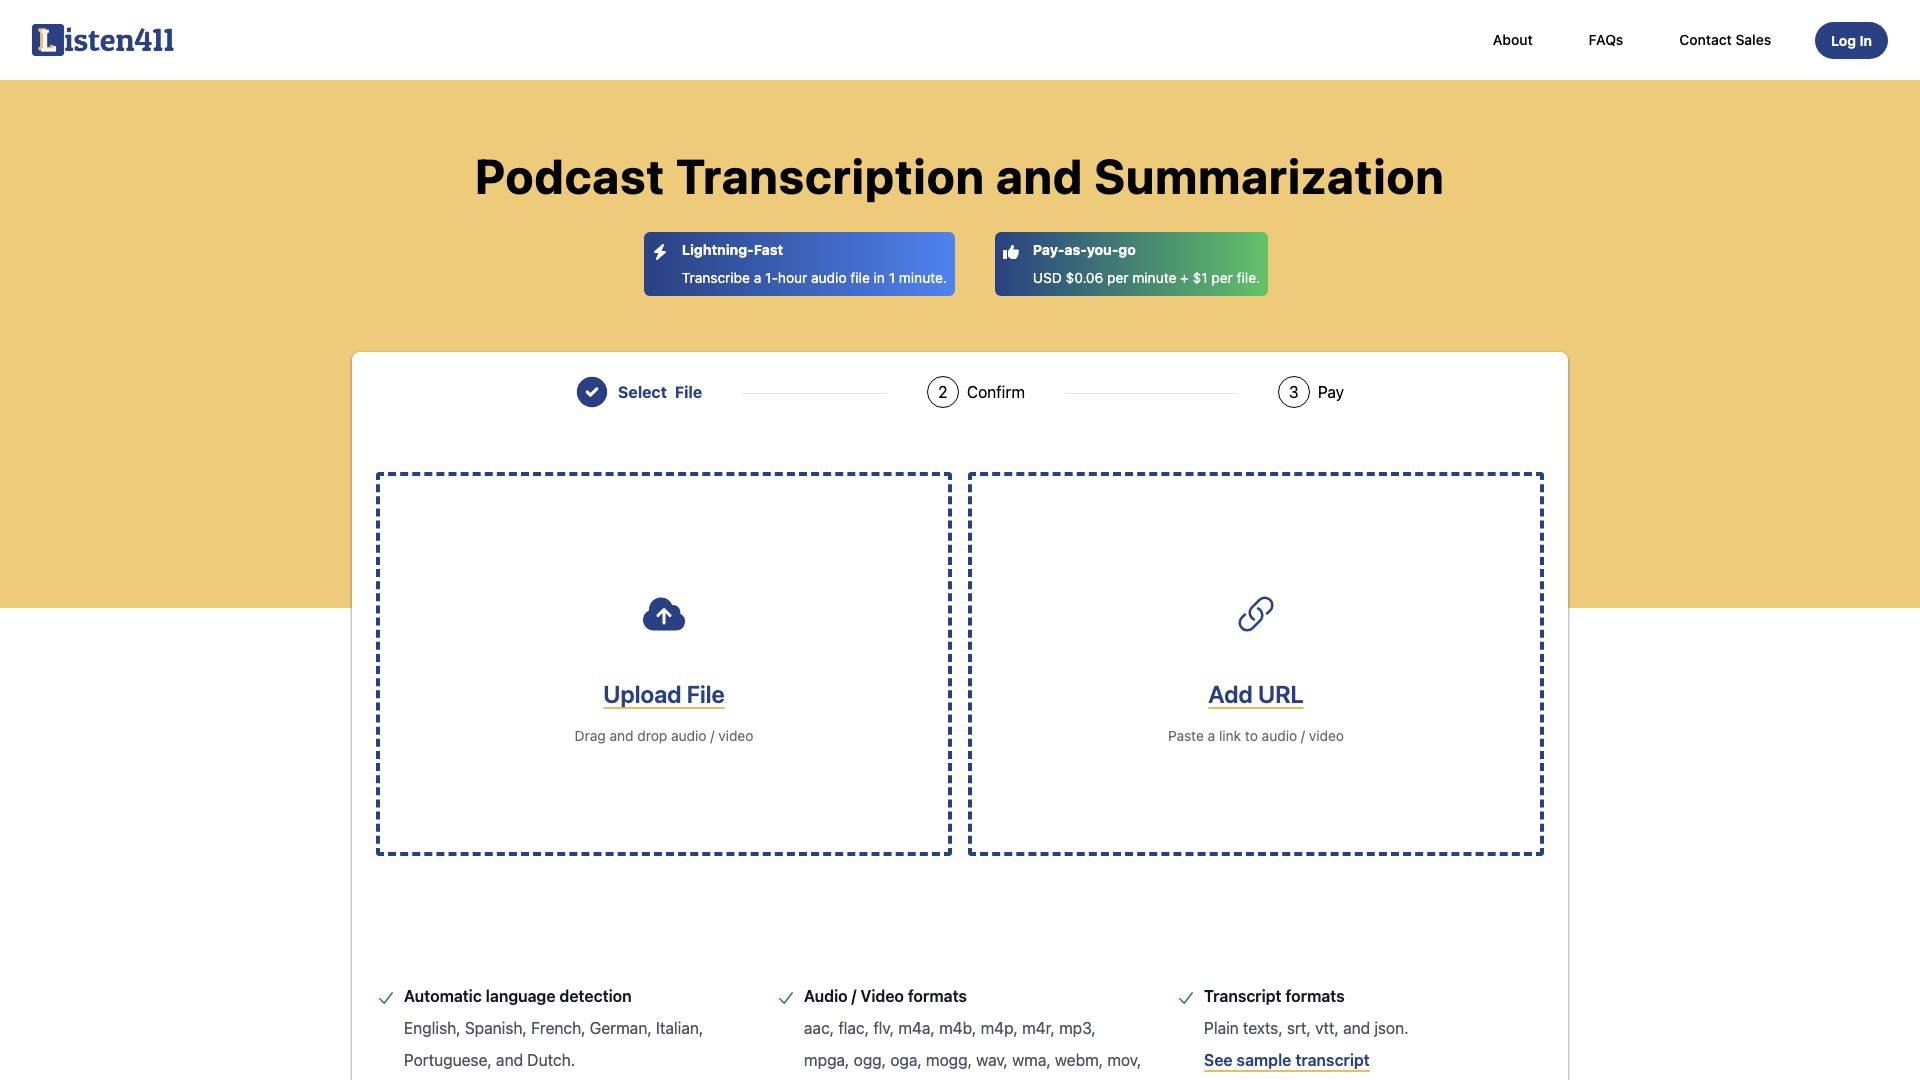 Listen411
About
FAQs
Contact Sales
Log In
Podcast Transcription and Summarization
Lightning-Fast
Transcribe a 1-hour audio file in 1 minute.
Pay-as-you-go
USD $0.06 per minute + $1 per file.
Select File
2 Confirm
3 Pay
Upload File
Drag and drop audio / video
Add URL
Paste a link to audio / video
Automatic language detection
English, Spanish, French, German, Italian,
Portuguese, and Dutch.
Audio / Video formats
aac, flac, flv, m4a, m4b, m4p, m4r, mp3,
mpga, ogg, oga, mogg, wav, wma, webm, mov,
Transcript formats
Plain texts, srt, vtt, and json.
See sample transcript